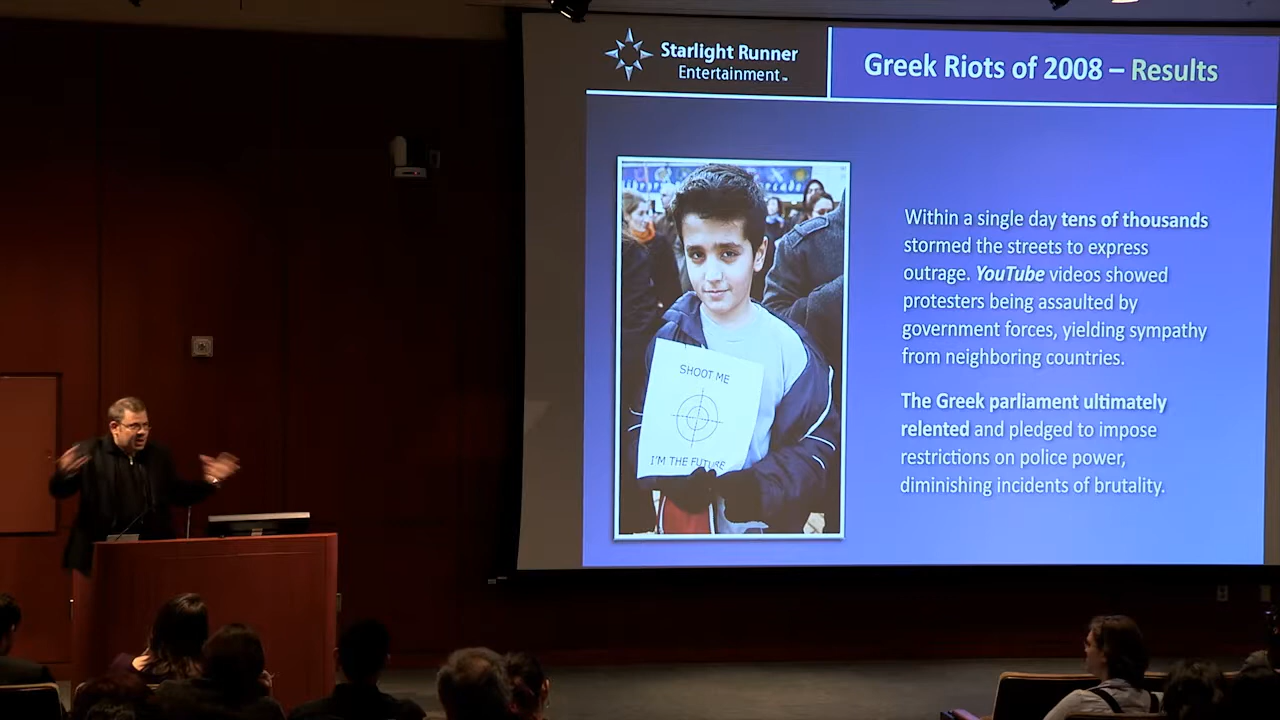 Starlight Runner
Entertainment™
Greek Riots of 2008 – Results
SHOOT ME
I'M THE FUTURE
Within a single day tens of thousands
stormed the streets to express
outrage. YouTube videos showed
protesters being assaulted by
government forces, yielding sympathy
from neighboring countries.
The Greek parliament ultimately
relented and pledged to impose
restrictions on police power,
diminishing incidents of brutality.